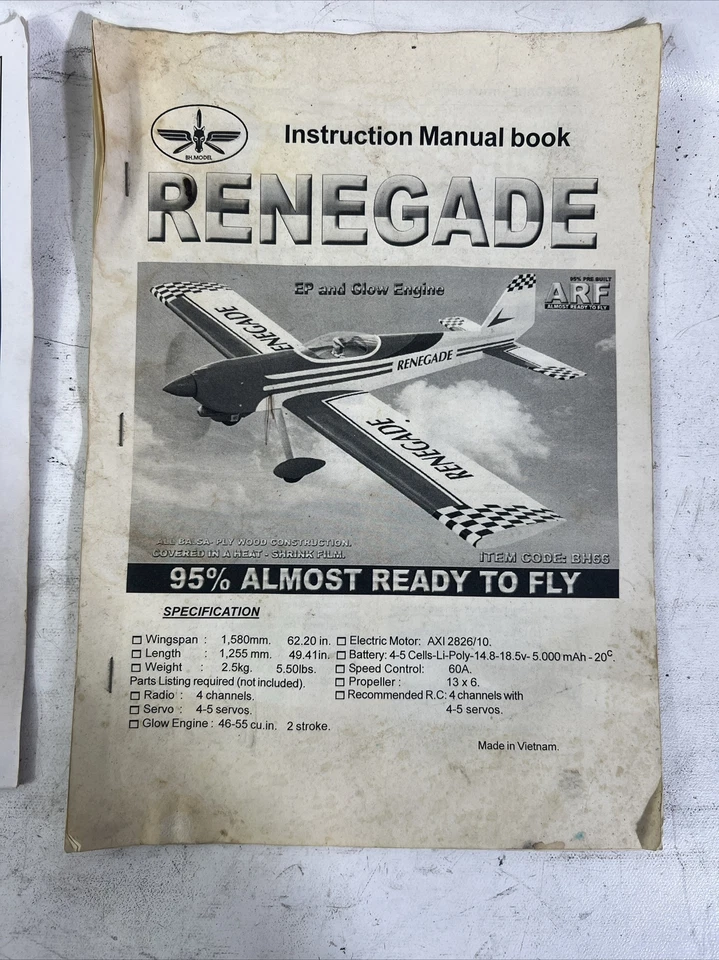 BH.MODEL
Instruction Manual book
RENEGADE
EP and Glow Engine
95% PRE-BUILT
ARF
ALMOST READY TO FLY
RENEGADE
RENEGADE
RENEGADE
RENEGADE
ALL BALSA- PLY WOOD CONSTRUCTION.
COVERED IN A HEAT - SHRINK FILM.
ITEM CODE: BH66
95% ALMOST READY TO FLY
SPECIFICATION
Wingspan : 1,580mm. 62.20 in.
Length : 1,255 mm. 49.41in.
Weight : 2.5kg. 5.50lbs.
Parts Listing required (not included).
Radio : 4 channels.
Servo : 4-5 servos.
Glow Engine : 46-55 cu.in. 2 stroke.
Electric Motor: AXI 2826/10.
Battery: 4-5 Cells-Li-Poly-14.8-18.5v- 5.000 mAh - 20C.
Speed Control: 60A.
Propeller : 13 x 6.
Recommended R.C: 4 channels with
4-5 servos.
Made in Vietnam.